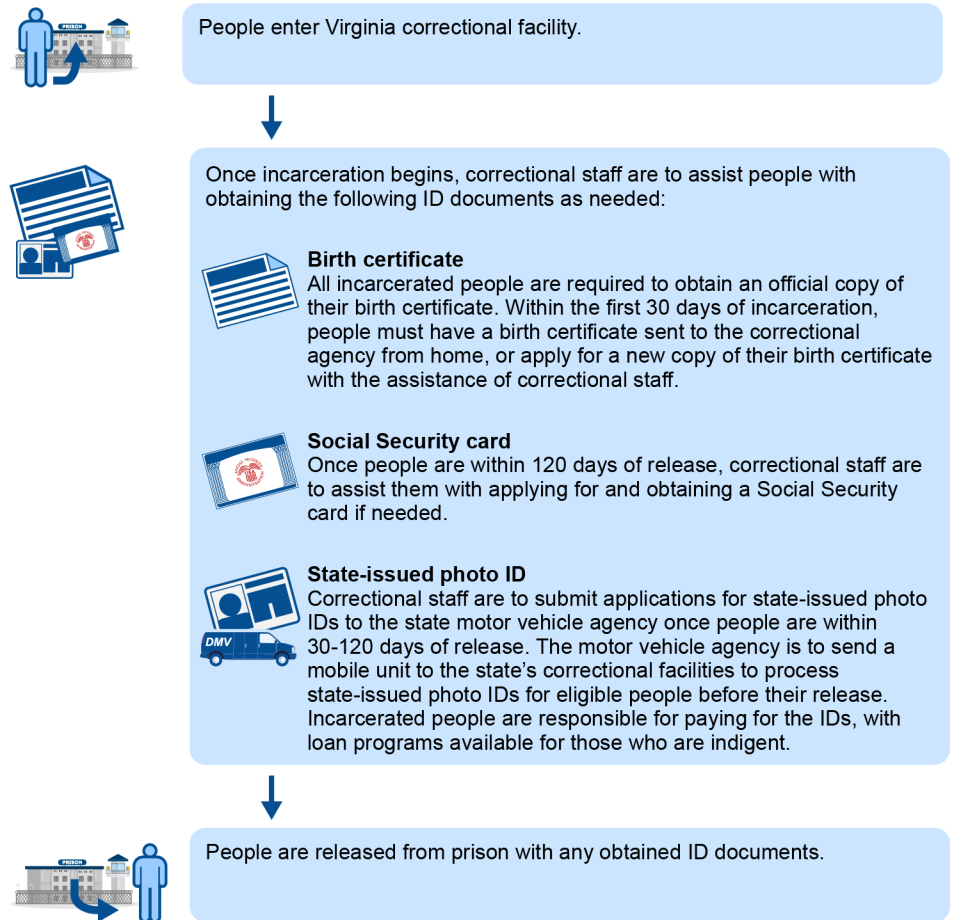 PRISON
People enter Virginia correctional facility.
Once incarceration begins, correctional staff are to assist people with
obtaining the following ID documents as needed:
Birth certificate
All incarcerated people are required to obtain an official copy of
their birth certificate. Within the first 30 days of incarceration,
people must have a birth certificate sent to the correctional
agency from home, or apply for a new copy of their birth certificate
with the assistance of correctional staff.
Social Security card
Once people are within 120 days of release, correctional staff are
to assist them with applying for and obtaining a Social Security
card if needed.
State-issued photo ID
Correctional staff are to submit applications for state-issued photo
IDs to the state motor vehicle agency once people are within
30-120 days of release. The motor vehicle agency is to send a
mobile unit to the state's correctional facilities to process
state-issued photo IDs for eligible people before their release.
Incarcerated people are responsible for paying for the IDs, with
loan programs available for those who are indigent.
DMV
PRISON
People are released from prison with any obtained ID documents.